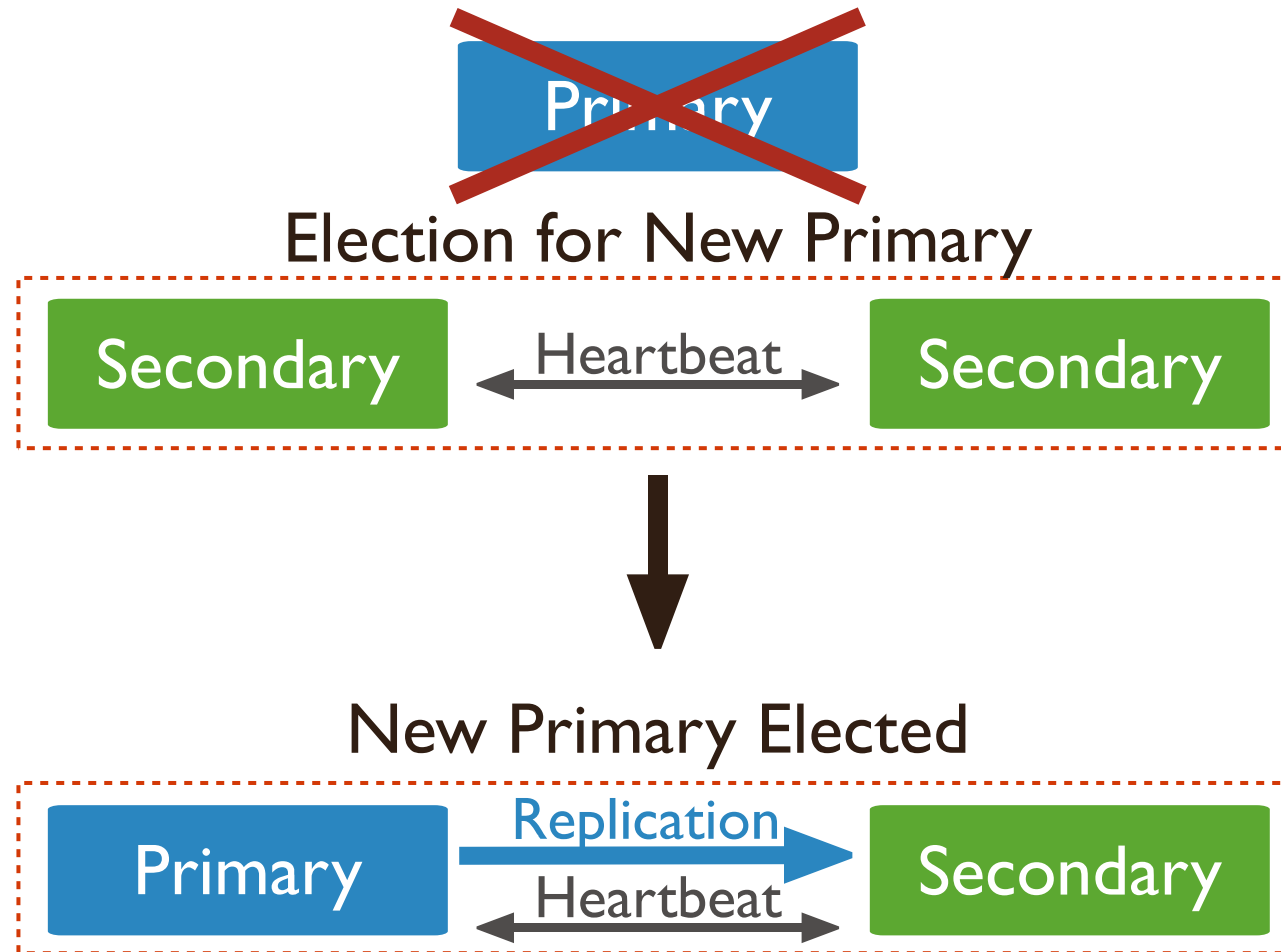 Primary
Election for New Primary
Secondary
Heartbeat
Secondary
New Primary Elected
Primary
Replication
Heartbeat
Secondary